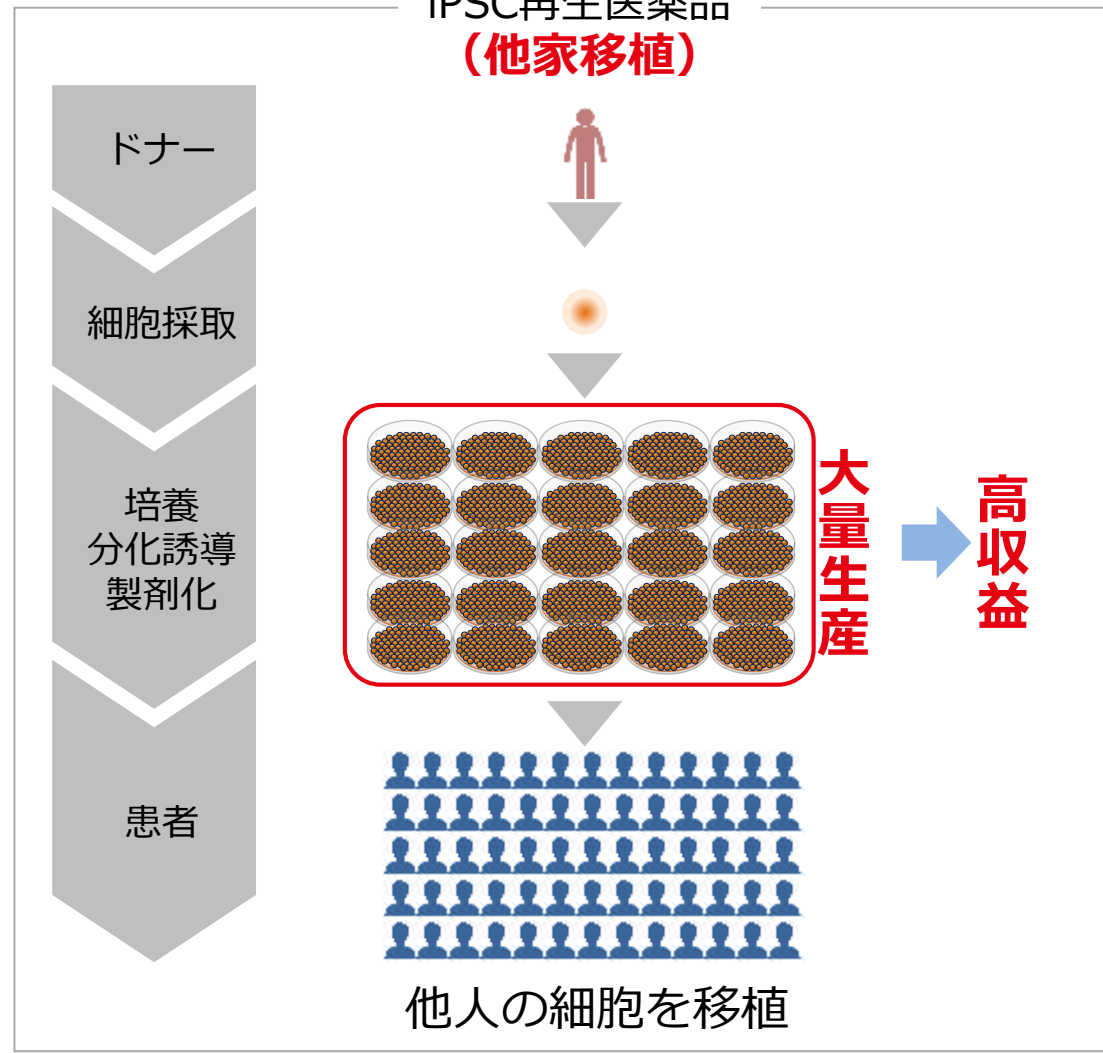 iPSC再生医薬品
（他家移植）
ドナー
細胞採取
培養
分化誘導
製剤化
大量生産
高収益
患者
他人の細胞を移植